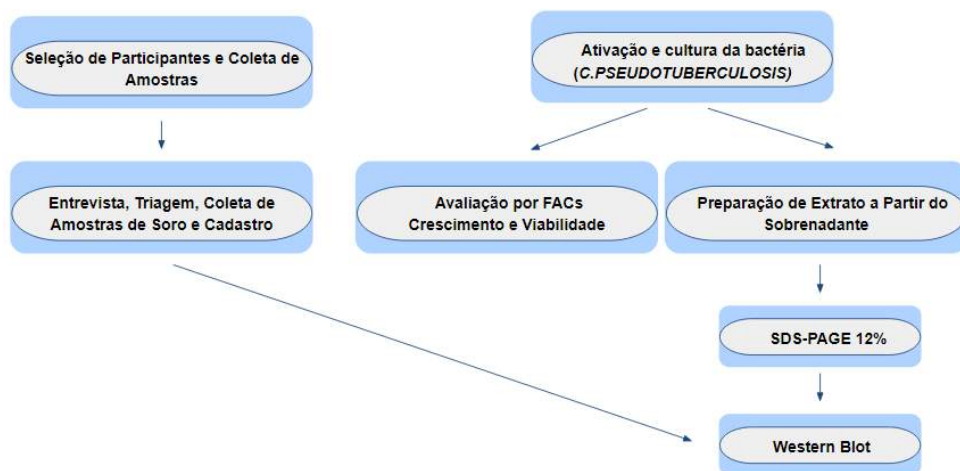 Seleção de Participantes e Coleta de
Amostras
Ativação e cultura da bactéria
(C.PSEUDOTUBERCULOSIS)
Entrevista, Triagem, Coleta de
Amostras de Soro e Cadastro
Avaliação por FACs
Crescimento e Viabilidade
Preparação de Extrato a Partir do
Sobrenadante
SDS-PAGE 12%
Western Blot